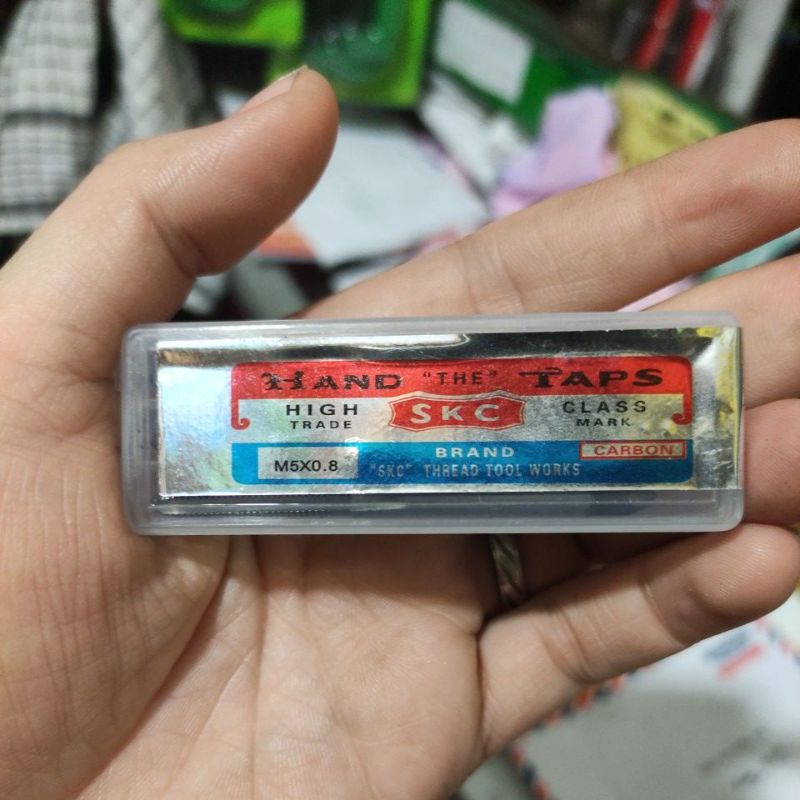 HAND "THE" TAPS
HIGH SKC CLASS
TRADE MARK
BRAND CARBON
M5X0.8 "SKC" THREAD TOOL WORKS